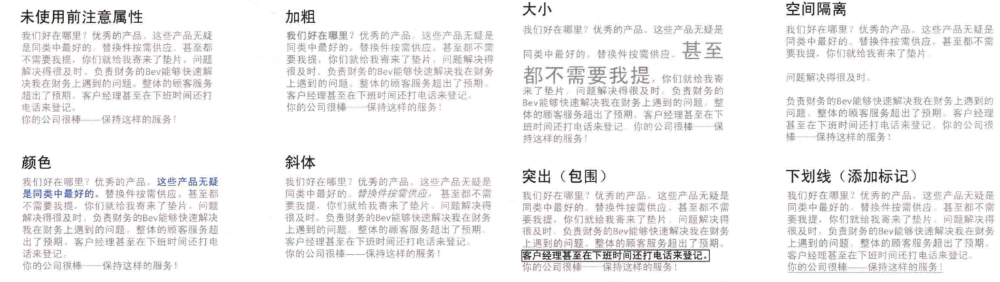 未使用前注意属性
我们好在哪里？优秀的产品。这些产品无疑
是同类中最好的。替换件按需供应。甚至都
不需要我提，你们就给我寄来了垫片。问题
解决得很及时。负责财务的Bev能够快速解
决我在财务上遇到的问题。整体的顾客服务
超出了预期。客户经理甚至在下班时间还打
电话来登记。
你的公司很棒——保持这样的服务！
加粗
我们好在哪里？优秀的产品。这些产品无疑是
同类中最好的。替换件按需供应。甚至都不需
要我提，你们就给我寄来了垫片。问题解决得
很及时。负责财务的Bev能够快速解决我在财务
上遇到的问题。整体的顾客服务超出了预期。
客户经理甚至在下班时间还打电话来登记。
你的公司很棒——保持这样的服务！
大小
我们好在哪里？优秀的产品。这些产品无疑是
同类中最好的。替换件按需供应。甚至
都不需要我提，你们就给我寄
来了垫片。问题解决得很及时。负责财务的
Bev能够快速解决我在财务上遇到的问题。整
体的顾客服务超出了预期。客户经理甚至在下
班时间还打电话来登记。你的公司很棒——保
持这样的服务！
空间隔离
我们好在哪里？优秀的产品。这些产品无疑是
同类中最好的。替换件按需供应。甚至都不需
要我提，你们就给我寄来了垫片。
问题解决得很及时。
负责财务的Bev能够快速解决我在财务上遇到的
问题。整体的顾客服务超出了预期。客户经理
甚至在下班时间还打电话来登记。你的公司很
棒——保持这样的服务！
颜色
我们好在哪里？优秀的产品。这些产品无疑
是同类中最好的。替换件按需供应。甚至都
不需要我提，你们就给我寄来了垫片。问题
解决得很及时。负责财务的Bev能够快速解决
我在财务上遇到的问题。整体的顾客服务超
出了预期。客户经理甚至在下班时间还打电
话来登记。
你的公司很棒——保持这样的服务！
斜体
我们好在哪里？优秀的产品。这些产品无疑是
同类中最好的。替换件按需供应。甚至都不需
要我提，你们就给我寄来了垫片。问题解决得
很及时。负责财务的Bev能够快速解决我在财务
上遇到的问题。整体的顾客服务超出了预期。
客户经理甚至在下班时间还打电话来登记。
你的公司很棒——保持这样的服务！
突出（包围）
我们好在哪里？优秀的产品。这些产品无疑是
同类中最好的。替换件按需供应。甚至都不需
要我提，你们就给我寄来了垫片。问题解决得
很及时。负责财务的Bev能够快速解决我在财务
上遇到的问题。整体的顾客服务超出了预期。
客户经理甚至在下班时间还打电话来登记。
你的公司很棒——保持这样的服务！
下划线（添加标记）
我们好在哪里？优秀的产品。这些产品无疑是
同类中最好的。替换件按需供应。甚至都不需
要我提，你们就给我寄来了垫片。问题解决得
很及时。负责财务的Bev能够快速解决我在财务
上遇到的问题。整体的顾客服务超出了预期。
客户经理甚至在下班时间还打电话来登记。
你的公司很棒——保持这样的服务！